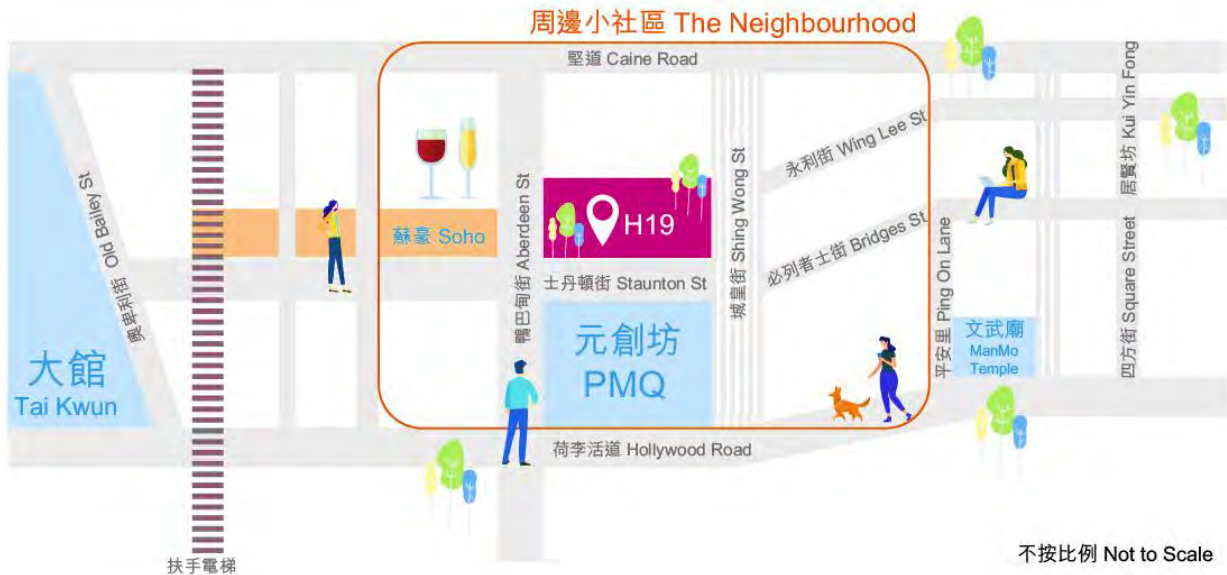 周邊小社區 The Neighbourhood
堅道 Caine Road
居賢坊 Kui Yin Fong
永利街 Wing Lee St
奧卑利街 Old Bailey St
鴨巴甸街 Aberdeen St
H19
城皇街 Shing Wong St
必列者士街 Bridges St
蘇豪 Soho
士丹頓街 Staunton St
平安里 Ping On Lane
四方街 Square Street
元創坊
PMQ
文武廟
ManMo
Temple
大館
Tai Kwun
荷李活道 Hollywood Road
不按比例 Not to Scale
扶手電梯